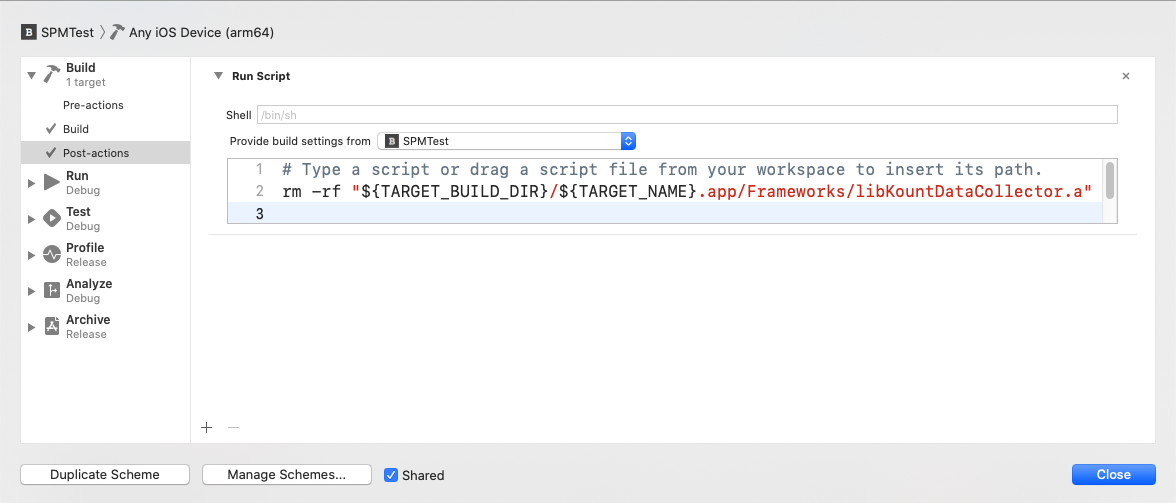 B SPMTest Any iOS Device (arm64)
Build
1 target
Pre-actions
Build
Post-actions
Run
Debug
Test
Debug
Profile
Release
Analyze
Debug
Archive
Release
Run Script
Shell /bin/sh
Provide build settings from B SPMTest
1 # Type a script or drag a script file from your workspace to insert its path.
2 rm -rf "${TARGET_BUILD_DIR}/${TARGET_NAME}.app/Frameworks/libKountDataCollector.a"
3
Duplicate Scheme Manage Schemes... Shared Close